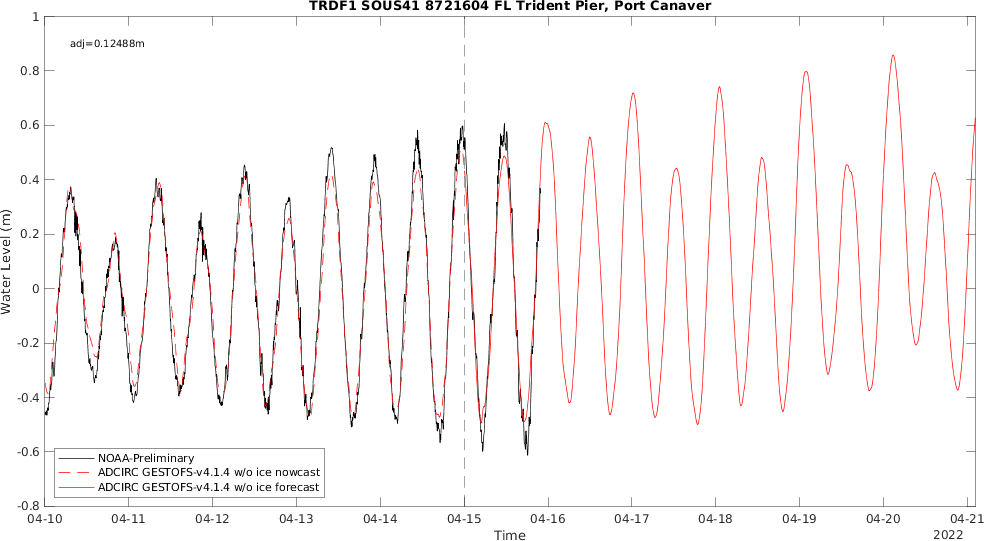 TRDF1 SOUS41 8721604 FL Trident Pier, Port Canaver
adj=0.12488m
Water Level (m)
1
0.8
0.6
0.4
0.2
0
-0.2
-0.4
-0.6
-0.8
NOAA-Preliminary
ADCIRC GESTOFS-v4.1.4 w/o ice nowcast
ADCIRC GESTOFS-v4.1.4 w/o ice forecast
04-10 04-11 04-12 04-13 04-14 04-15 04-16 04-17 04-18 04-19 04-20 04-21
Time
2022